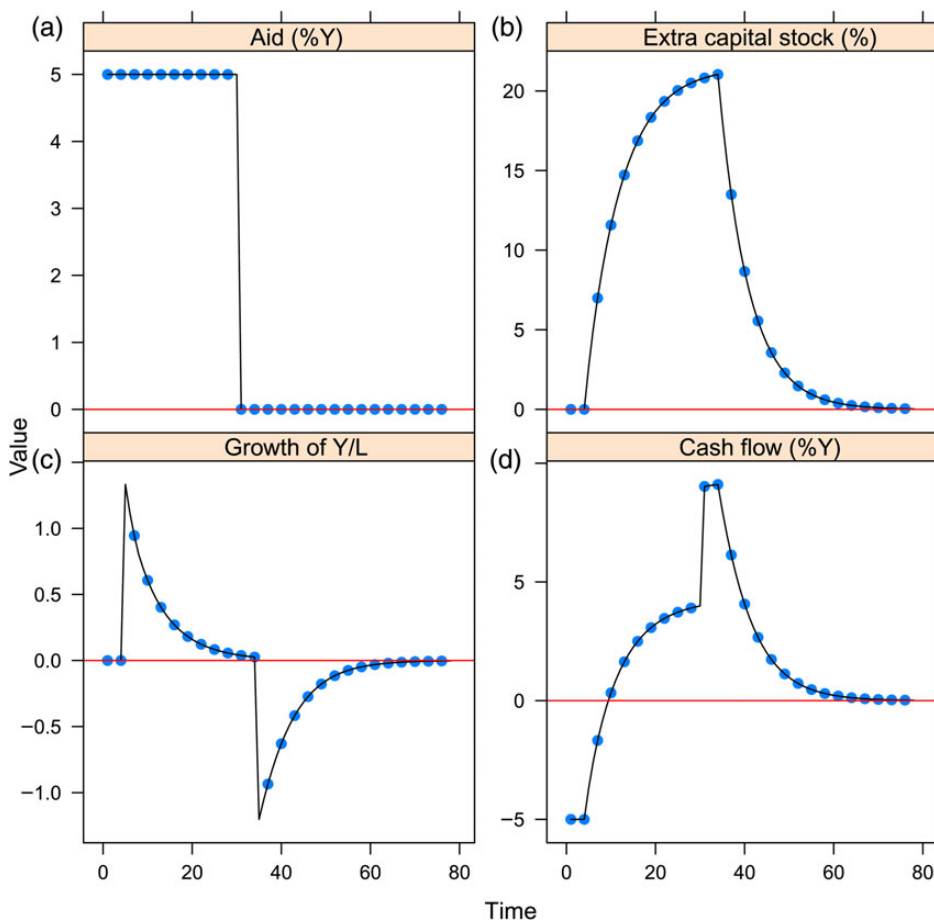 (a)
Aid (%Y)
5
4
3
2
1
0
(b)
Extra capital stock (%)
20
15
10
5
0
Value
(c)
Growth of Y/L
1.0
0.5
0.0
−0.5
−1.0
0 20 40 60 80
(d)
Cash flow (%Y)
5
0
−5
0 20 40 60 80
Time